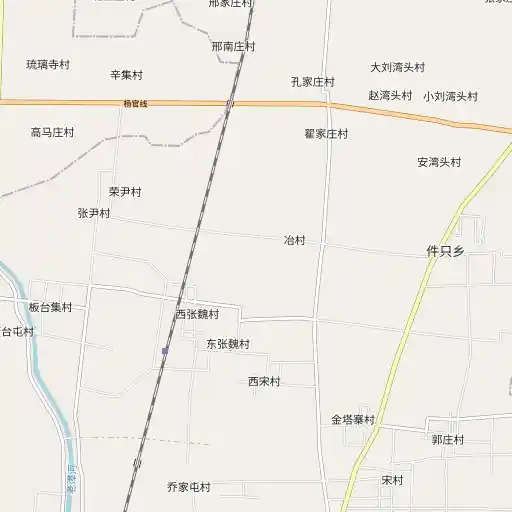 邢家庄村
邢南庄村
琉璃寺村
辛集村
大刘湾头村
孔家庄村
赵湾头村
小刘湾头村
杨官线
高马庄村
翟家庄村
安湾头村
荣尹村
张尹村
冶村
件只乡
板台集村
西张魏村
台屯村
东张魏村
西宋村
金塔寨村
郭庄村
宋村
乔家屯村